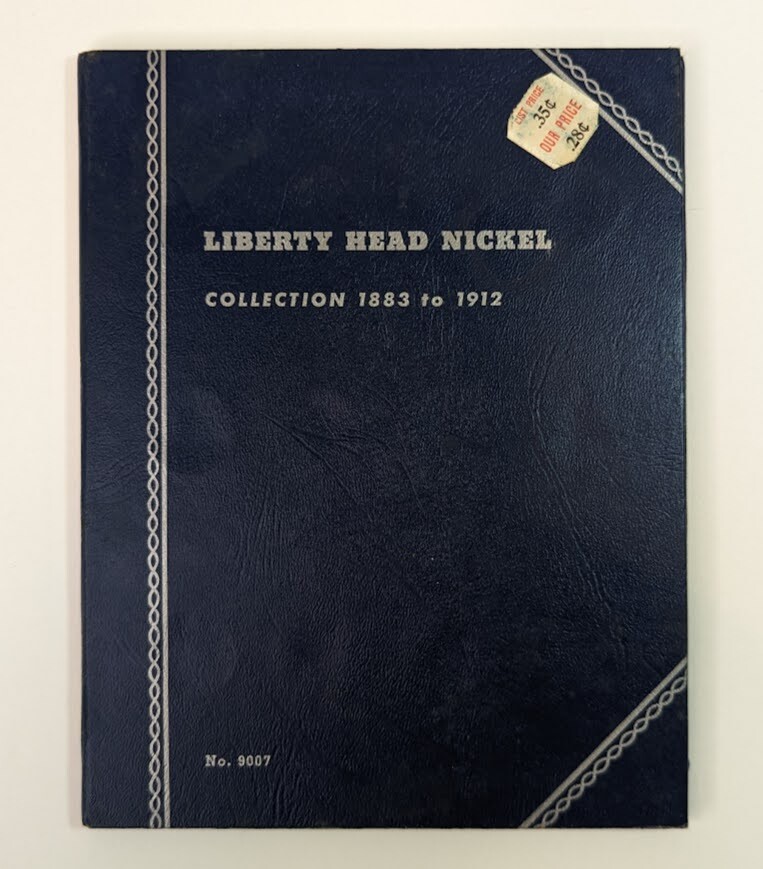 LIST PRICE
.35¢
OUR PRICE
.28¢
LIBERTY HEAD NICKEL
COLLECTION 1883 to 1912
No. 9007